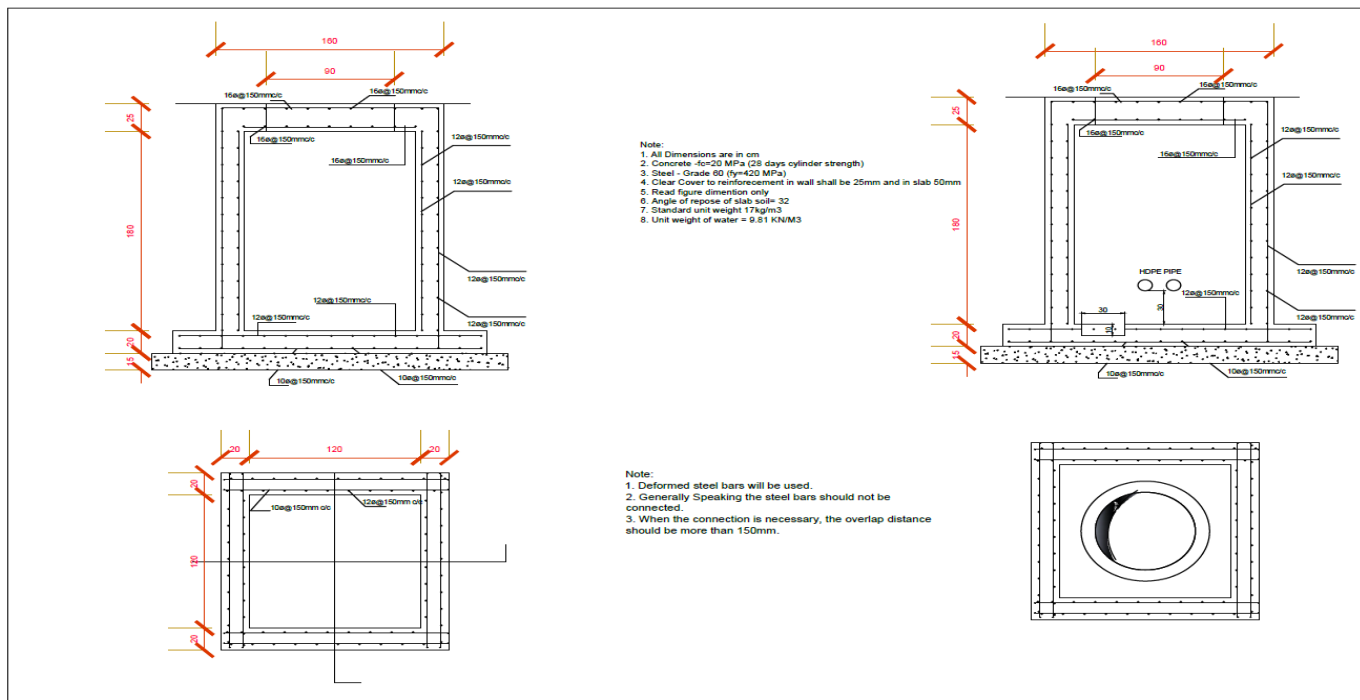 160
90
16ø@150mmc/c
16ø@150mmc/c
25
16ø@150mmc/c
12ø@150mmc/c
16ø@150mmc/c
12ø@150mmc/c
180
12ø@150mmc/c
12ø@150mmc/c
12ø@150mmc/c
12ø@150mmc/c
20
15
10ø@150mmc/c
10ø@150mmc/c
Note:
1. All Dimensions are in cm
2. Concrete -fc=20 MPa (28 days cylinder strength)
3. Steel - Grade 60 (fy=420 MPa)
4. Clear Cover to reinforecement in wall shall be 25mm and in slab 50mm
5. Read figure dimention only
6. Angle of repose of slab soil= 32
7. Standard unit weight 17kg/m3
8. Unit weight of water = 9.81 KN/M3
160
90
16ø@150mmc/c
16ø@150mmc/c
25
16ø@150mmc/c
12ø@150mmc/c
16ø@150mmc/c
12ø@150mmc/c
180
12ø@150mmc/c
HDPE PIPE
12ø@150mmc/c
30
30
10
12ø@150mmc/c
20
15
10ø@150mmc/c
10ø@150mmc/c
20
120
20
20
10ø@150mm c/c
12ø@150mm c/c
120
20
Note:
1. Deformed steel bars will be used.
2. Generally Speaking the steel bars should not be
connected.
3. When the connection is necessary, the overlap distance
should be more than 150mm.